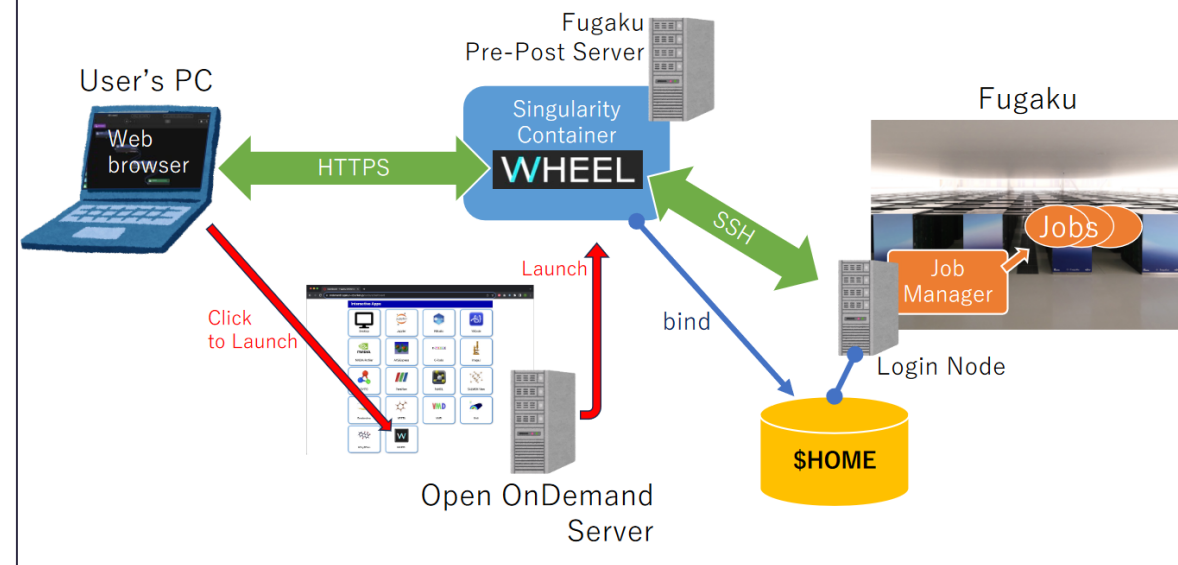 Fugaku
Pre-Post Server
User's PC
Fugaku
Singularity
Container
WHEEL
Web
browser
HTTPS
SSH
Jobs
Job
Manager
Launch
Interactive Apps
Click
to Launch
bind
Login Node
VMD
W
$HOME
Open OnDemand
Server